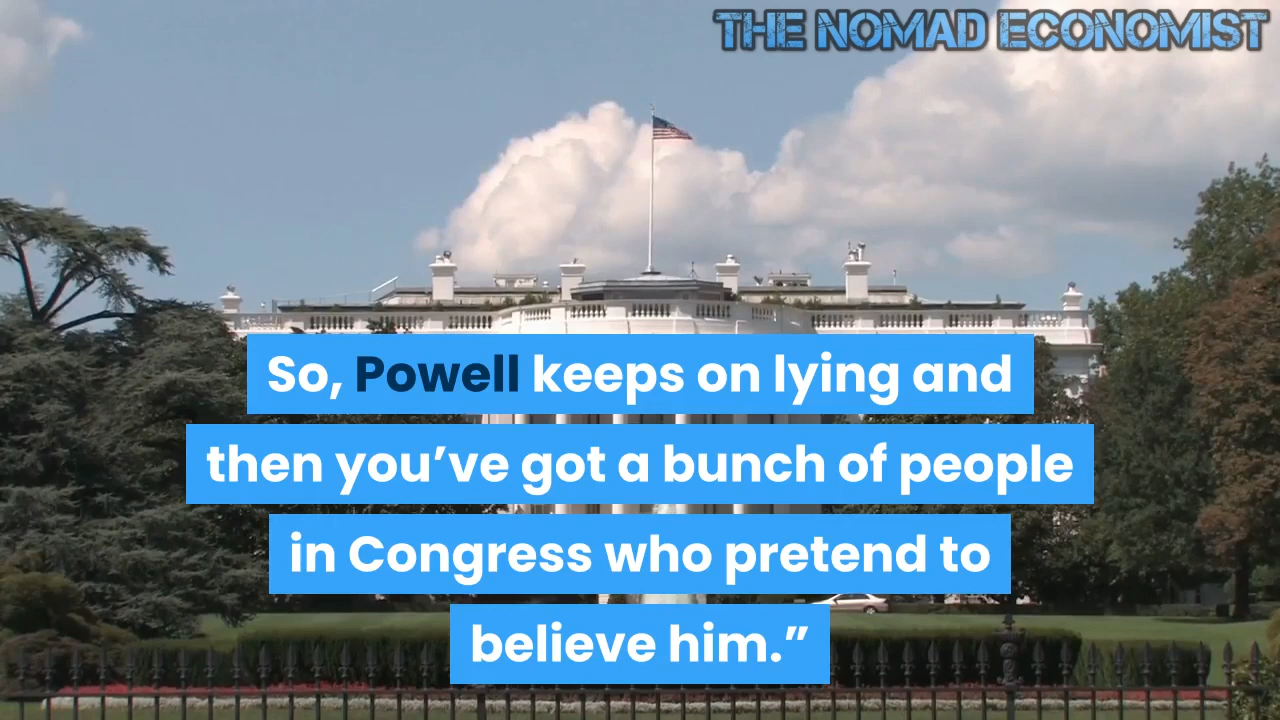 THE NOMAD ECONOMIST
So, Powell keeps on lying and
then you’ve got a bunch of people
in Congress who pretend to
believe him.”